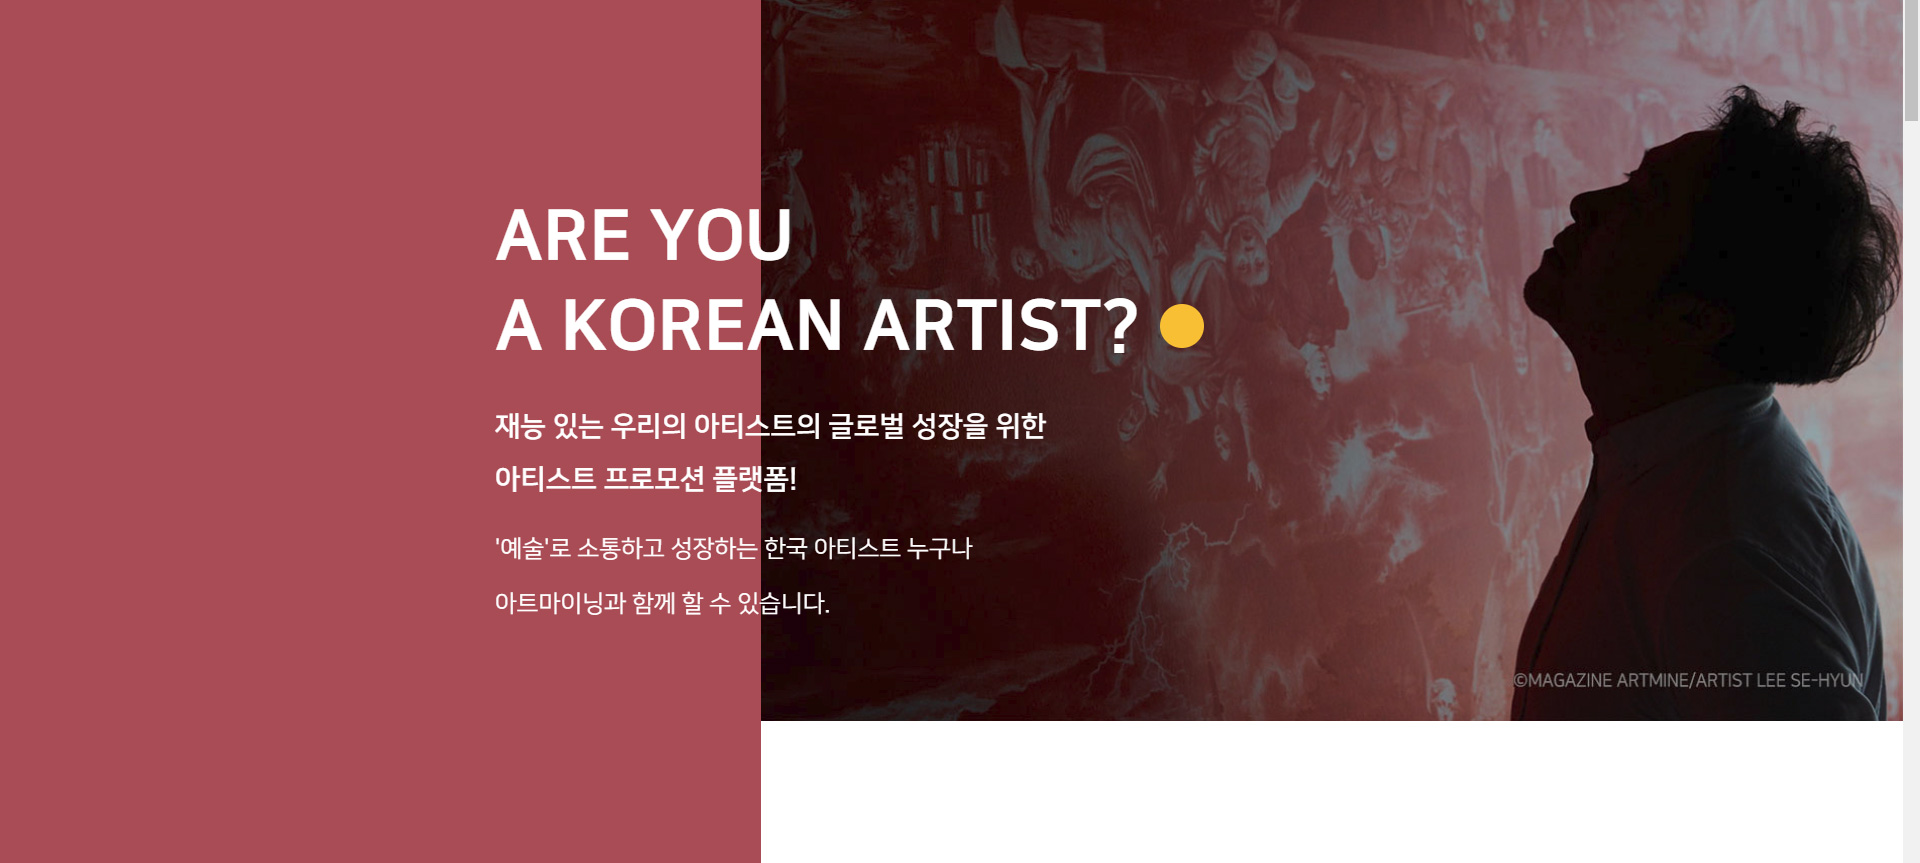 ARE YOU
A KOREAN ARTIST?
재능 있는 우리의 아티스트의 글로벌 성장을 위한
아티스트 프로모션 플랫폼!
'예술'로 소통하고 성장하는 한국 아티스트 누구나
아트마이닝과 함께 할 수 있습니다.
©MAGAZINE ARTMINE/ARTIST LEE SE-HYUN